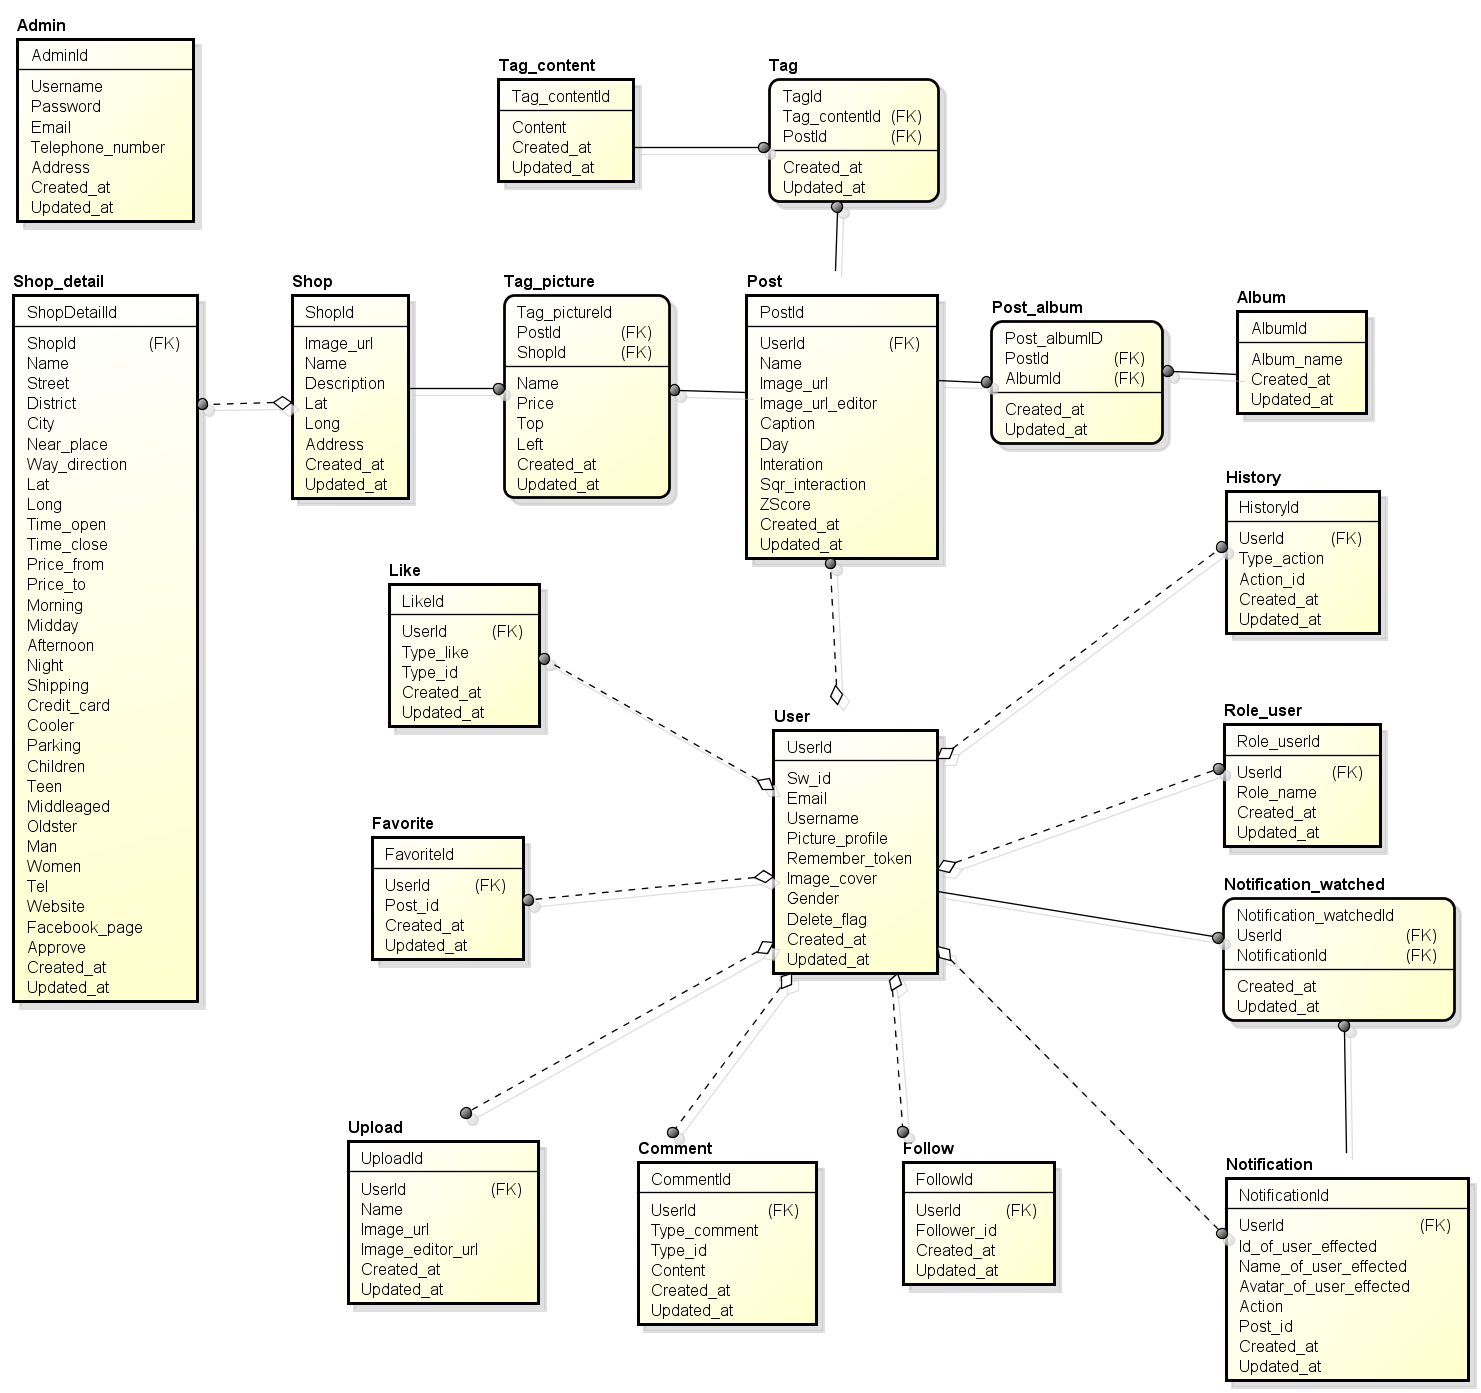 Admin
AdminId
Username
Password
Email
Telephone_number
Address
Created_at
Updated_at
Tag_content
Tag_contentId
Content
Created_at
Updated_at
Tag
TagId
Tag_contentId (FK)
PostId (FK)
Created_at
Updated_at
Shop_detail
ShopDetailId
ShopId (FK)
Name
Street
District
City
Near_place
Way_direction
Lat
Long
Time_open
Time_close
Price_from
Price_to
Morning
Midday
Afternoon
Night
Shipping
Credit_card
Cooler
Parking
Children
Teen
Middleaged
Oldster
Man
Women
Tel
Website
Facebook_page
Approve
Created_at
Updated_at
Shop
ShopId
Image_url
Name
Description
Lat
Long
Address
Created_at
Updated_at
Tag_picture
Tag_pictureId
PostId (FK)
ShopId (FK)
Name
Price
Top
Left
Created_at
Updated_at
Post
PostId
UserId (FK)
Name
Image_url
Image_url_editor
Caption
Day
Interation
Sqr_interaction
ZScore
Created_at
Updated_at
Post_album
Post_albumID
PostId (FK)
AlbumId (FK)
Created_at
Updated_at
Album
AlbumId
Album_name
Created_at
Updated_at
History
HistoryId
UserId (FK)
Type_action
Action_id
Created_at
Updated_at
Like
LikeId
UserId (FK)
Type_like
Type_id
Created_at
Updated_at
User
UserId
Sw_id
Email
Username
Picture_profile
Remember_token
Image_cover
Gender
Delete_flag
Created_at
Updated_at
Role_user
Role_userId
UserId (FK)
Role_name
Created_at
Updated_at
Favorite
FavoriteId
UserId (FK)
Post_id
Created_at
Updated_at
Notification_watched
Notification_watchedId
UserId (FK)
NotificationId (FK)
Created_at
Updated_at
Upload
UploadId
UserId (FK)
Name
Image_url
Image_editor_url
Created_at
Updated_at
Comment
CommentId
UserId (FK)
Type_comment
Type_id
Content
Created_at
Updated_at
Follow
FollowId
UserId (FK)
Follower_id
Created_at
Updated_at
Notification
NotificationId
UserId (FK)
Id_of_user_effected
Name_of_user_effected
Avatar_of_user_effected
Action
Post_id
Created_at
Updated_at